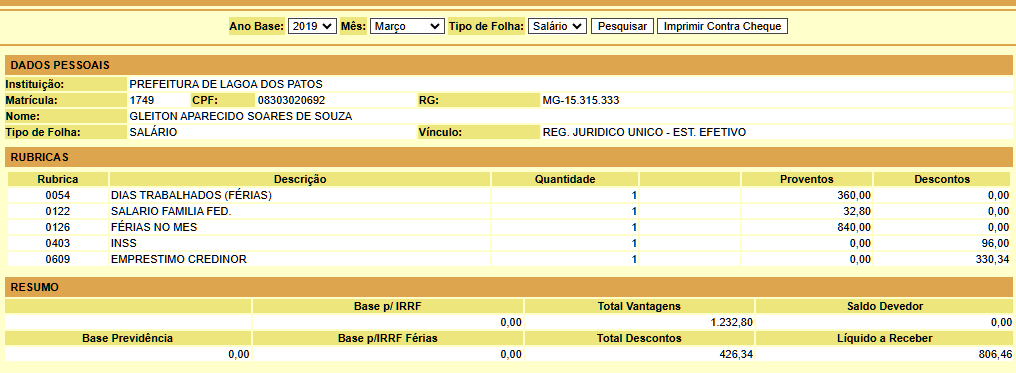 Ano Base: 2019 Mês: Março Tipo de Folha: Salário Pesquisar Imprimir Contra Cheque
DADOS PESSOAIS
Instituição: PREFEITURA DE LAGOA DOS PATOS
Matrícula: 1749 CPF: 08303020692 RG: MG-15.315.333
Nome: GLEITON APARECIDO SOARES DE SOUZA
Tipo de Folha: SALÁRIO Vínculo: REG. JURIDICO UNICO - EST. EFETIVO
RUBRICAS
Rubrica Descrição Quantidade Proventos Descontos
0054 DIAS TRABALHADOS (FÉRIAS) 1 360,00 0,00
0122 SALARIO FAMILIA FED. 1 32,80 0,00
0126 FÉRIAS NO MES 1 840,00 0,00
0403 INSS 1 0,00 96,00
0609 EMPRESTIMO CREDINOR 1 0,00 330,34
RESUMO
Base p/ IRRF Total Vantagens Saldo Devedor
0,00 1.232,80 0,00
Base Previdência Base p/IRRF Férias Total Descontos Líquido a Receber
0,00 0,00 426,34 806,46